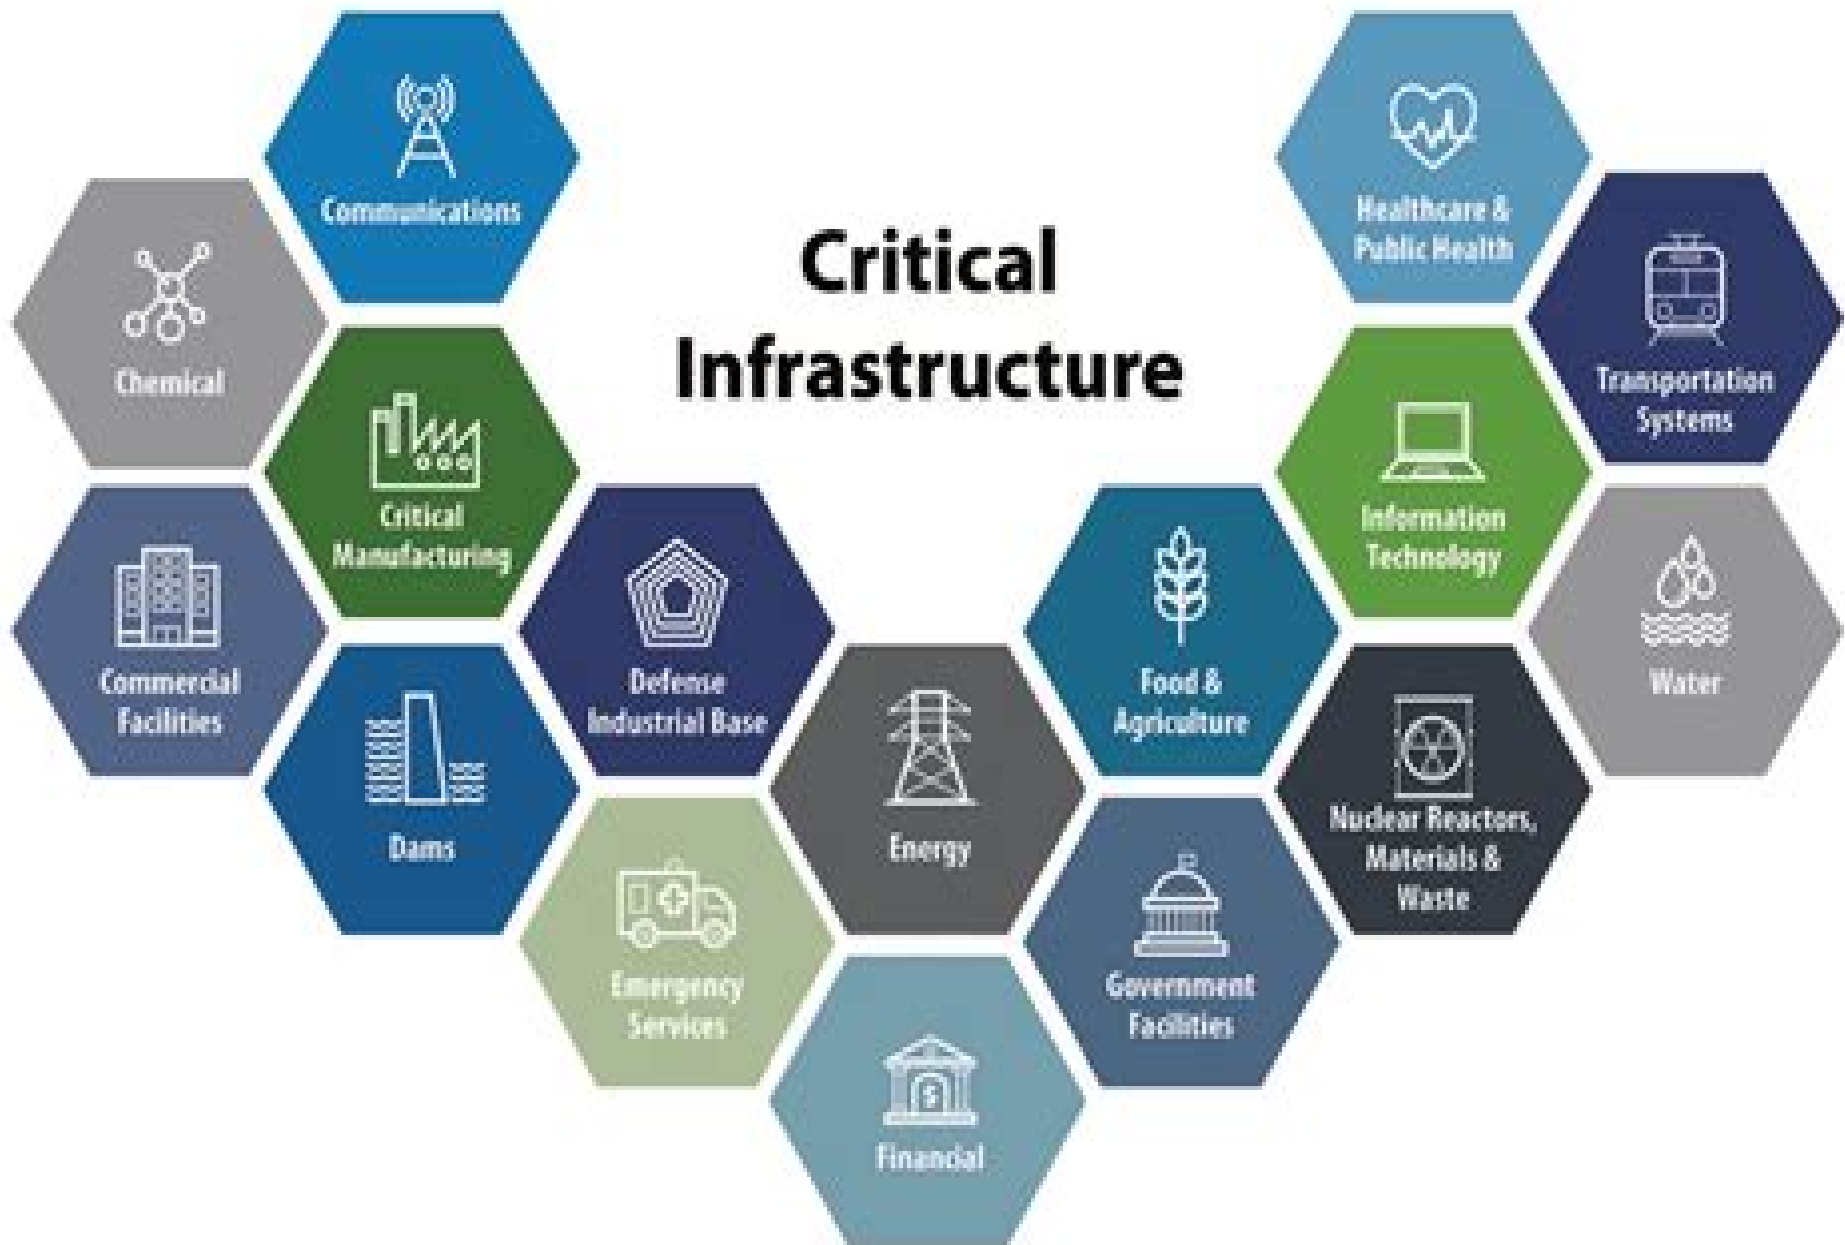 Critical
Infrastructure
Communications
Chemical
Critical
Manufacturing
Commercial
Facilities
Dams
Defense
Industrial Base
Emergency
Services
Energy
Financial
Food &
Agriculture
Government
Facilities
Healthcare &
Public Health
Information
Technology
Nuclear Reactors,
Materials &
Waste
Transportation
Systems
Water
$